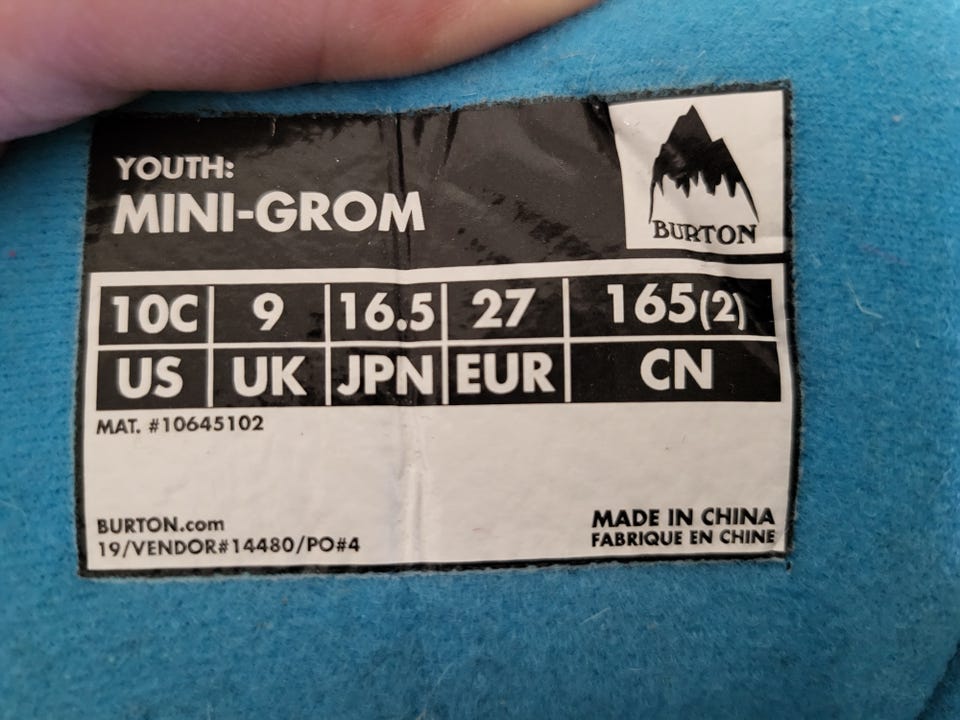 YOUTH:
MINI-GROM
BURTON
10C 9 16.5 27 165(2)
US UK JPN EUR CN
MAT. #10645102
BURTON.com
19/VENDOR#14480/PO#4
MADE IN CHINA
FABRIQUE EN CHINE